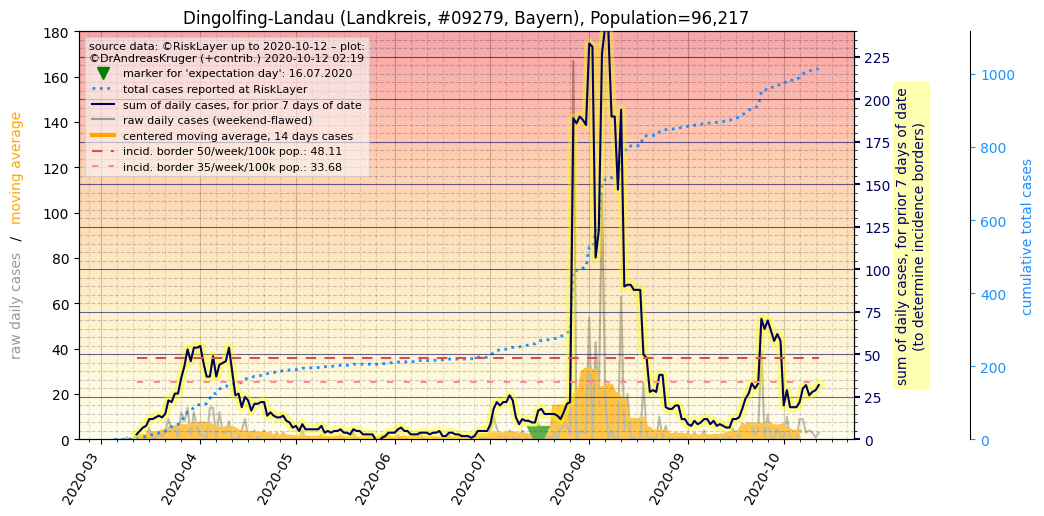 Dingolfing-Landau (Landkreis, #09279, Bayern), Population=96,217
source data: ©RiskLayer up to 2020-10-12 – plot:
©DrAndreasKruger (+contrib.) 2020-10-12 02:19
marker for 'expectation day': 16.07.2020
total cases reported at RiskLayer
sum of daily cases, for prior 7 days of date
raw daily cases (weekend-flawed)
centered moving average, 14 days cases
incid. border 50/week/100k pop.: 48.11
incid. border 35/week/100k pop.: 33.68
raw daily cases / moving average
180
160
140
120
100
80
60
40
20
0
2020-03
2020-04
2020-05
2020-06
2020-07
2020-08
2020-09
2020-10
225
200
175
150
125
100
75
50
25
0
sum of daily cases, for prior 7 days of date
(to determine incidence borders)
1000
800
600
400
200
0
cumulative total cases